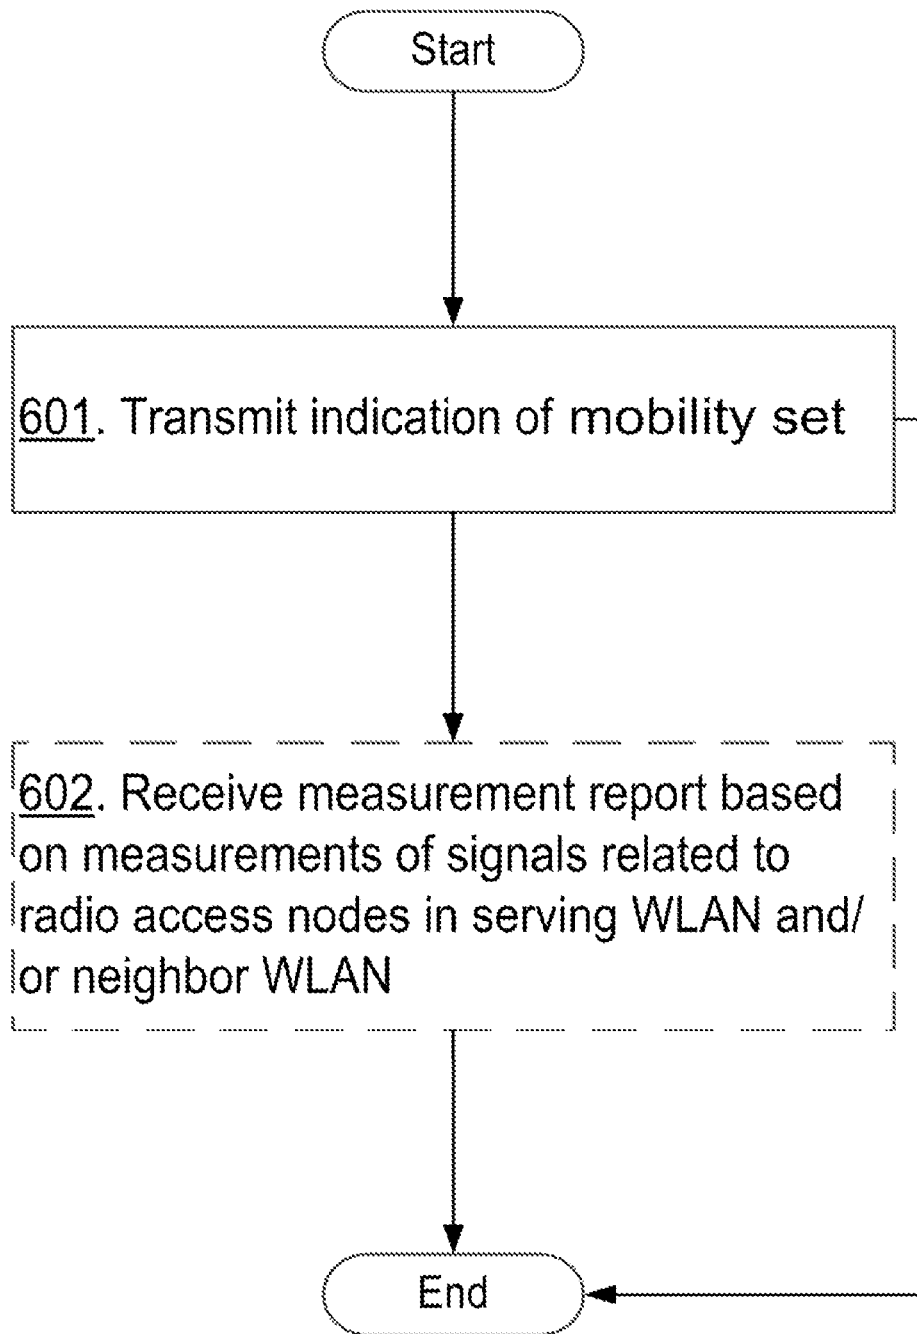 Start
601. Transmit indication of mobility set
602. Receive measurement report based
on measurements of signals related to
radio access nodes in serving WLAN and/
or neighbor WLAN
End